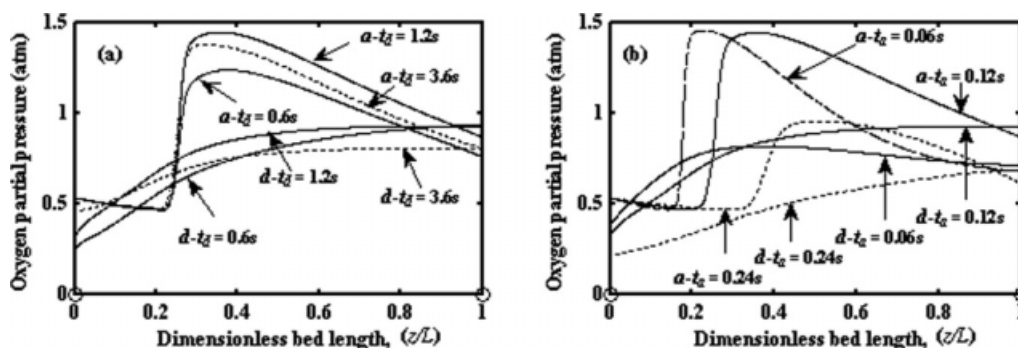 Oxygen partial pressure (atm)
1.5
1
0.5
0
(a)
a-t_d = 1.2s
a-t_d = 3.6s
a-t_d = 0.6s
d-t_d = 1.2s
d-t_d = 3.6s
d-t_d = 0.6s
0 0.2 0.4 0.6 0.8 1
Dimensionless bed length, (z/L)
Oxygen partial pressure (atm)
1.5
1
0.5
0
(b)
a-t_a = 0.06s
a-t_a = 0.12s
d-t_a = 0.12s
d-t_a = 0.06s
d-t_a = 0.24s
a-t_a = 0.24s
0 0.2 0.4 0.6 0.8 1
Dimensionless bed length, (z/L)